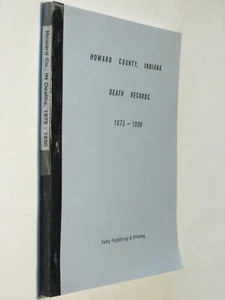 Howard Co., IN Deaths, 1875 - 1920
HOWARD COUNTY, INDIANA
DEATH RECORDS
1875 - 1920
Selby Publishing & Printing